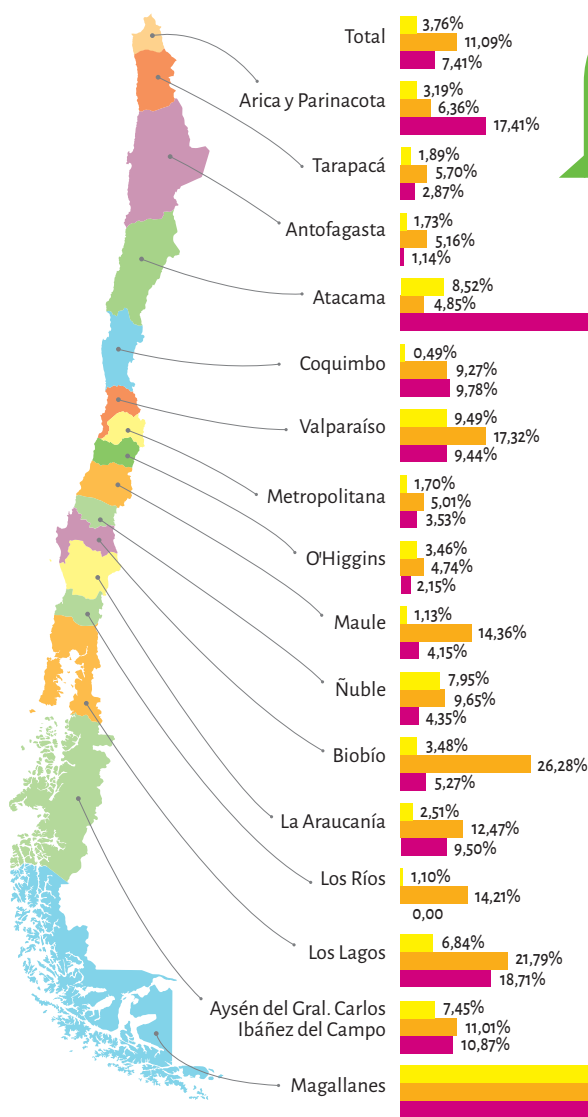 Total
3,76%
11,09%
7,41%
Arica y Parinacota
3,19%
6,36%
17,41%
Tarapacá
1,89%
5,70%
2,87%
Antofagasta
1,73%
5,16%
1,14%
Atacama
8,52%
4,85%
Coquimbo
0,49%
9,27%
9,78%
Valparaíso
9,49%
17,32%
9,44%
Metropolitana
1,70%
5,01%
3,53%
O'Higgins
3,46%
4,74%
2,15%
Maule
1,13%
14,36%
4,15%
Ñuble
7,95%
9,65%
4,35%
Biobío
3,48%
26,28%
5,27%
La Araucanía
2,51%
12,47%
9,50%
Los Ríos
1,10%
14,21%
0,00
Los Lagos
6,84%
21,79%
18,71%
Aysén del Gral. Carlos
Ibáñez del Campo
7,45%
11,01%
10,87%
Magallanes